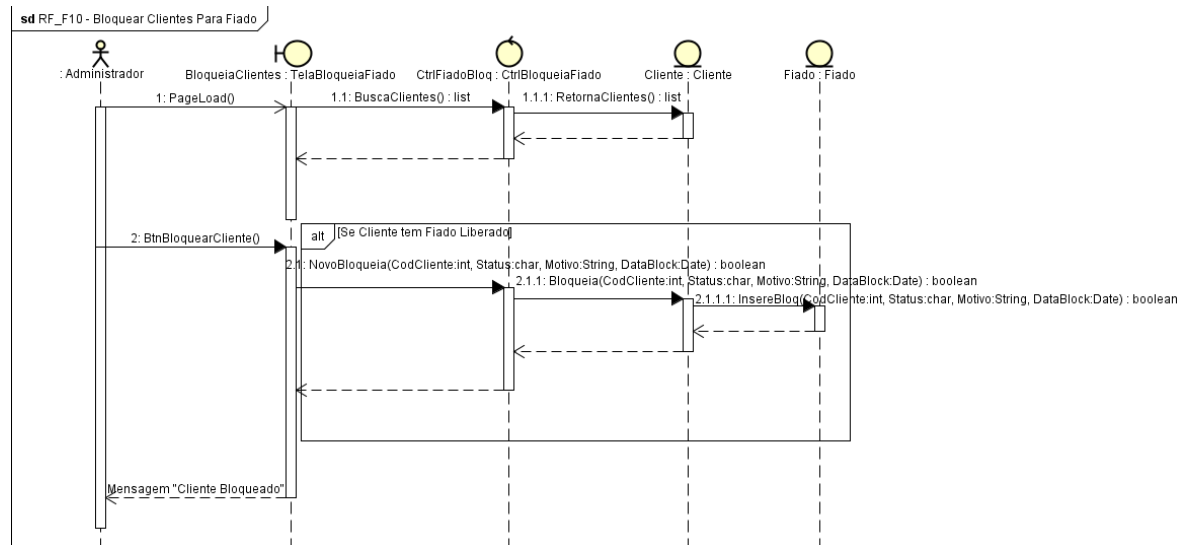 sd RF_F10 - Bloquear Clientes Para Fiado
: Administrador
BloqueiaClientes : TelaBloqueiaFiado
CtrlFiadoBloq : CtrlBloqueiaFiado
Cliente : Cliente
Fiado : Fiado
1: PageLoad()
1.1: BuscaClientes() : list
1.1.1: RetornaClientes() : list
2: BtnBloquearCliente()
alt
[Se Cliente tem Fiado Liberado]
2.1: NovoBloqueia(CodCliente:int, Status:char, Motivo:String, DataBlock:Date) : boolean
2.1.1: Bloqueia(CodCliente:int, Status:char, Motivo:String, DataBlock:Date) : boolean
2.1.1.1: InsereBloq(CodCliente:int, Status:char, Motivo:String, DataBlock:Date) : boolean
Mensagem "Cliente Bloqueado"